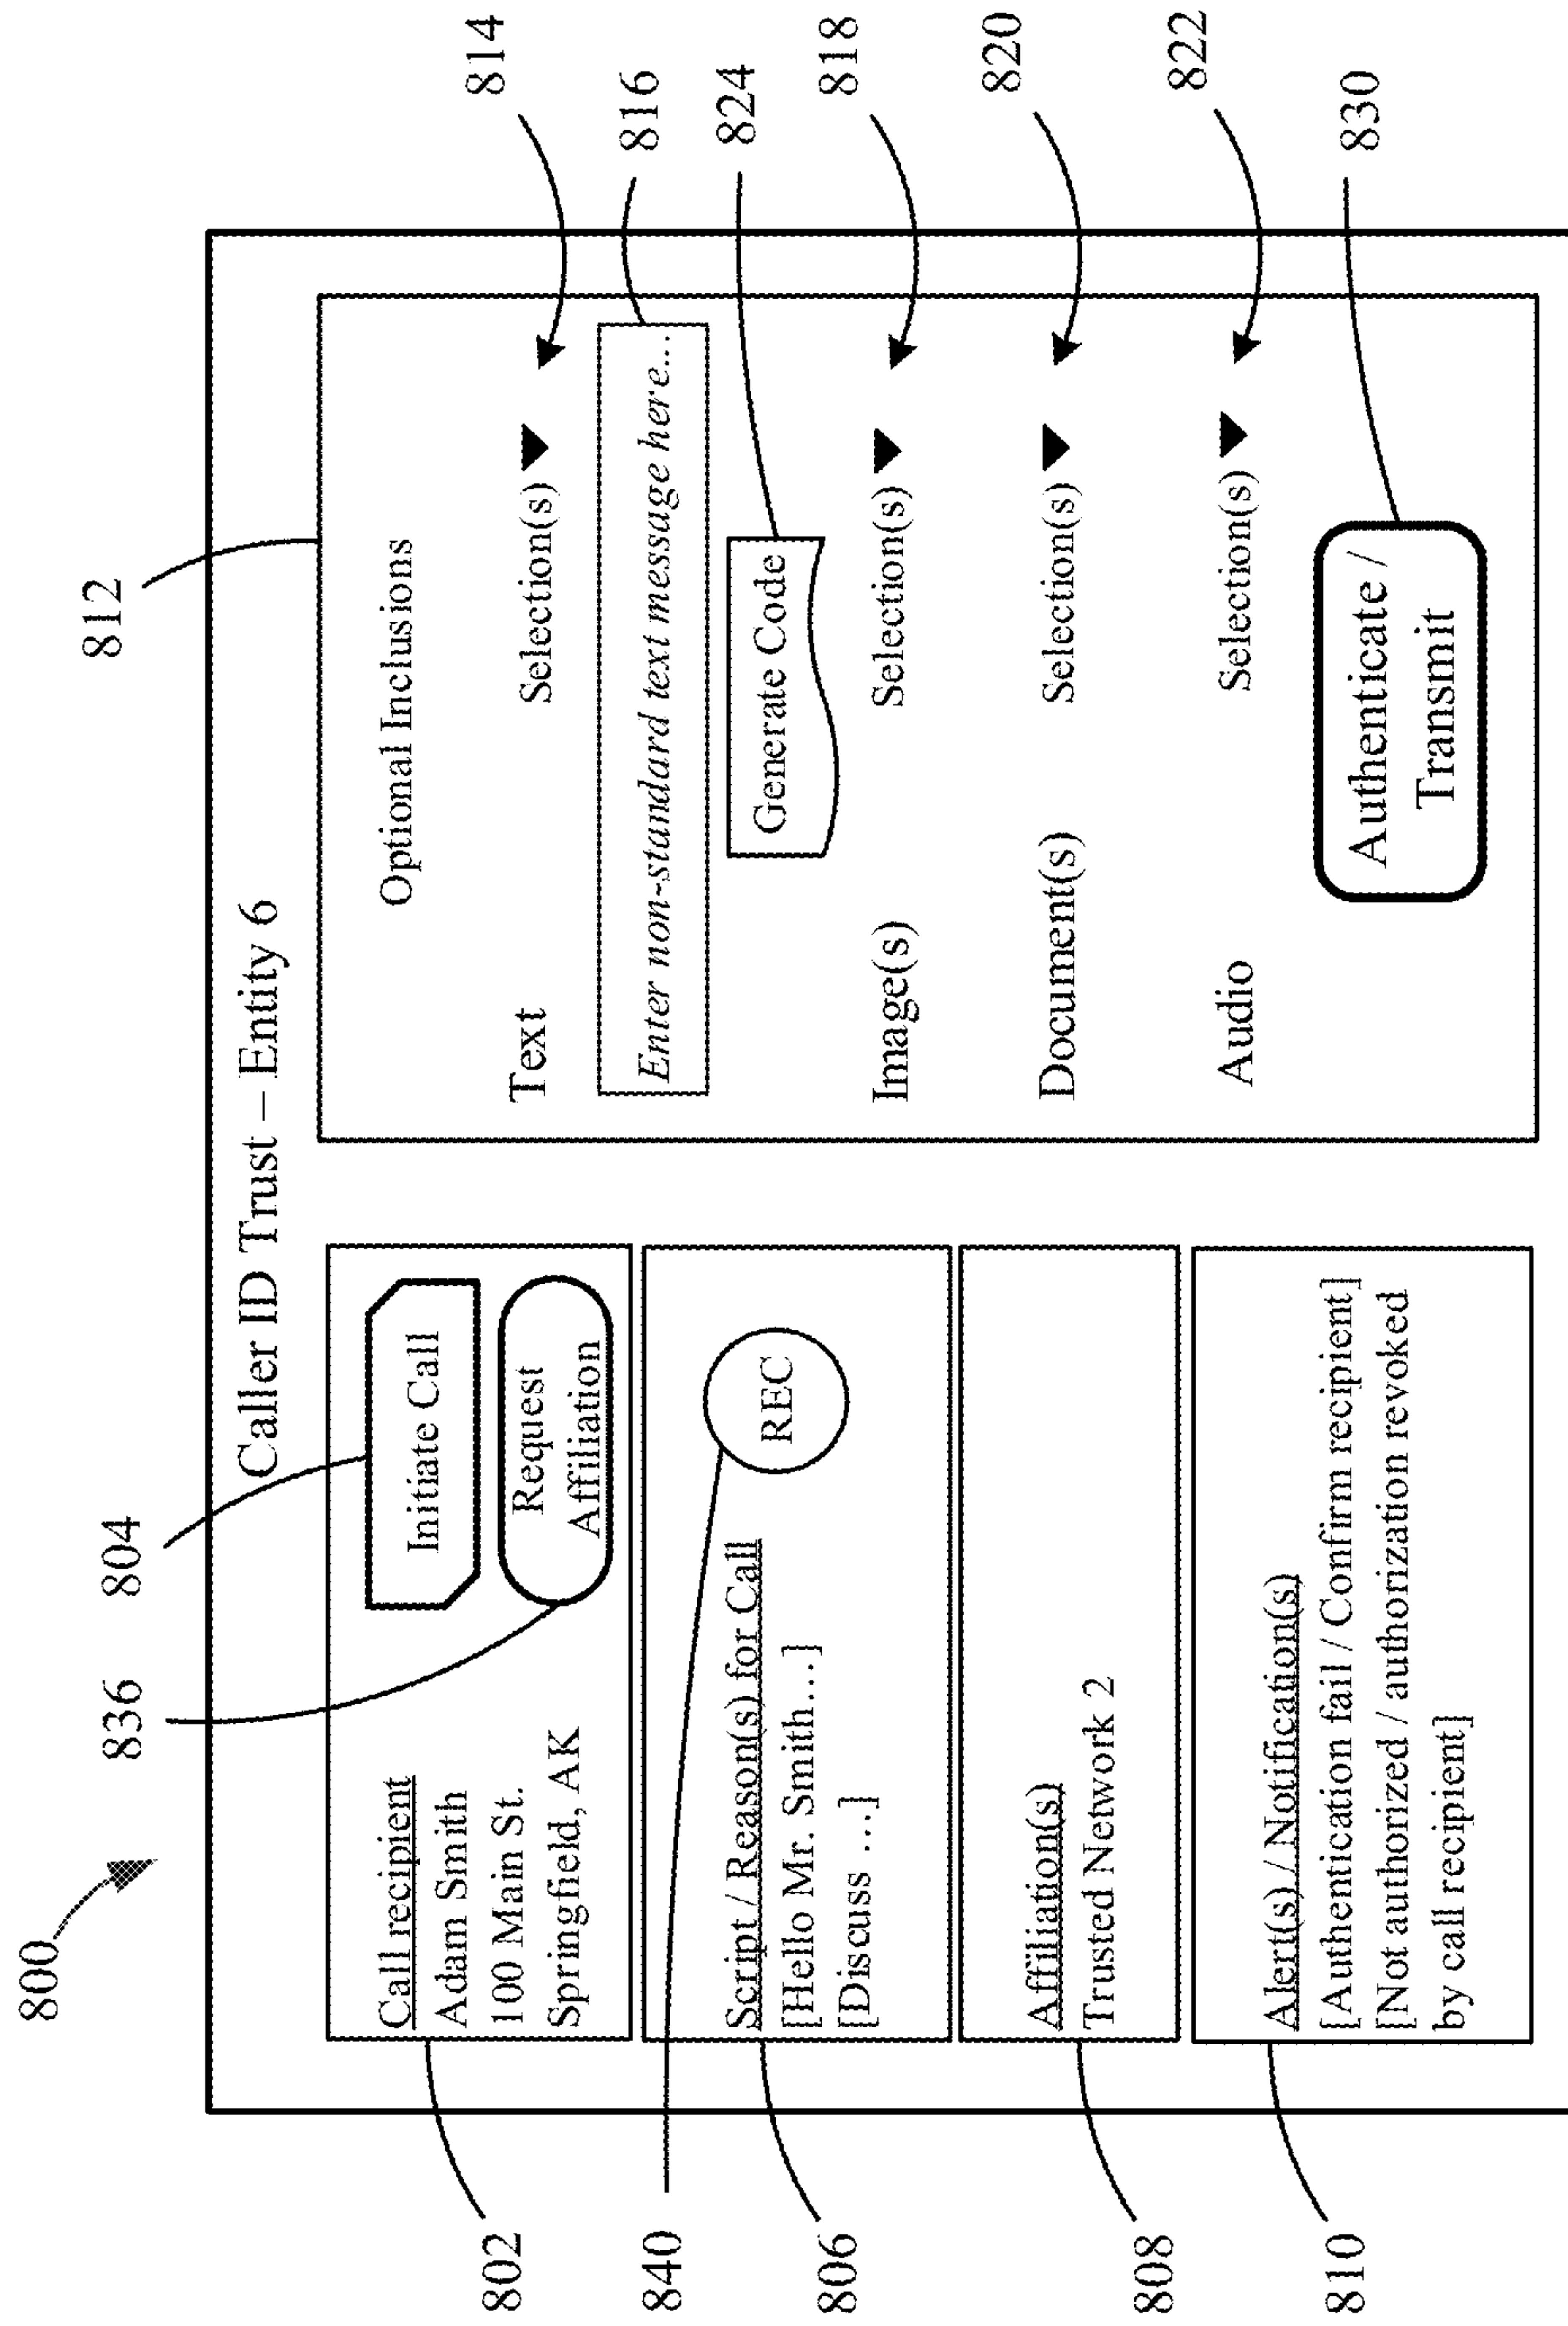 800
836
804
812
Caller ID Trust – Entity 6
802
Call recipient
Adam Smith
100 Main St.
Springfield, AK
Initiate Call
Request
Affiliation
840
806
Script / Reason(s) for Call
[Hello Mr. Smith…]
[Discuss …]
REC
808
Affiliation(s)
Trusted Network 2
810
Alert(s) / Notification(s)
[Authentication fail / Confirm recipient]
[Not authorized / authorization revoked
by call recipient]
Optional Inclusions
Text Selection(s) 814
Enter non-standard text message here... 816
Generate Code 824
Image(s) Selection(s) 818
Document(s) Selection(s) 820
Audio Selection(s) 822
Authenticate /
Transmit
830